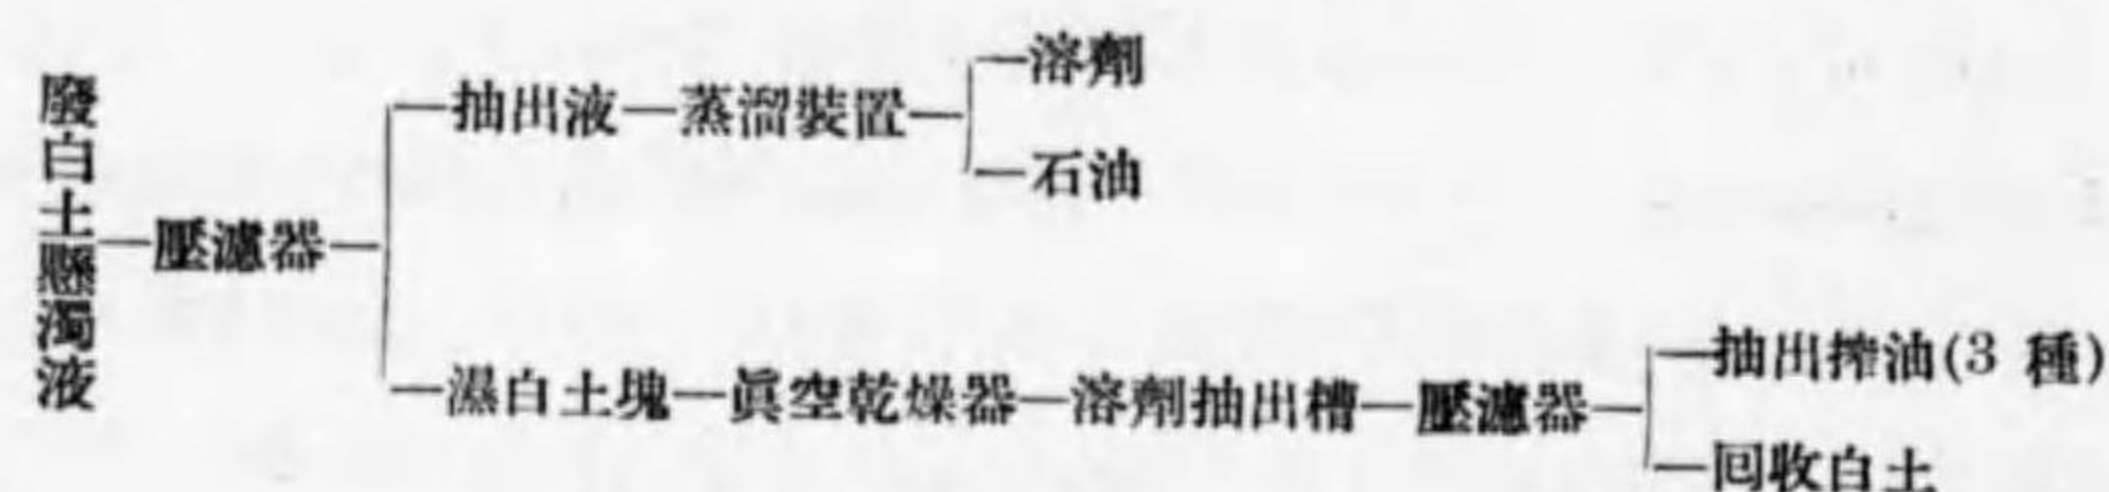 廢白土懸濁液
壓濾器
抽出液—蒸溜裝置
溶劑
石油
濕白土塊—眞空乾燥器—溶劑抽出槽—壓濾器
抽出搾油(3 種)
回收白土